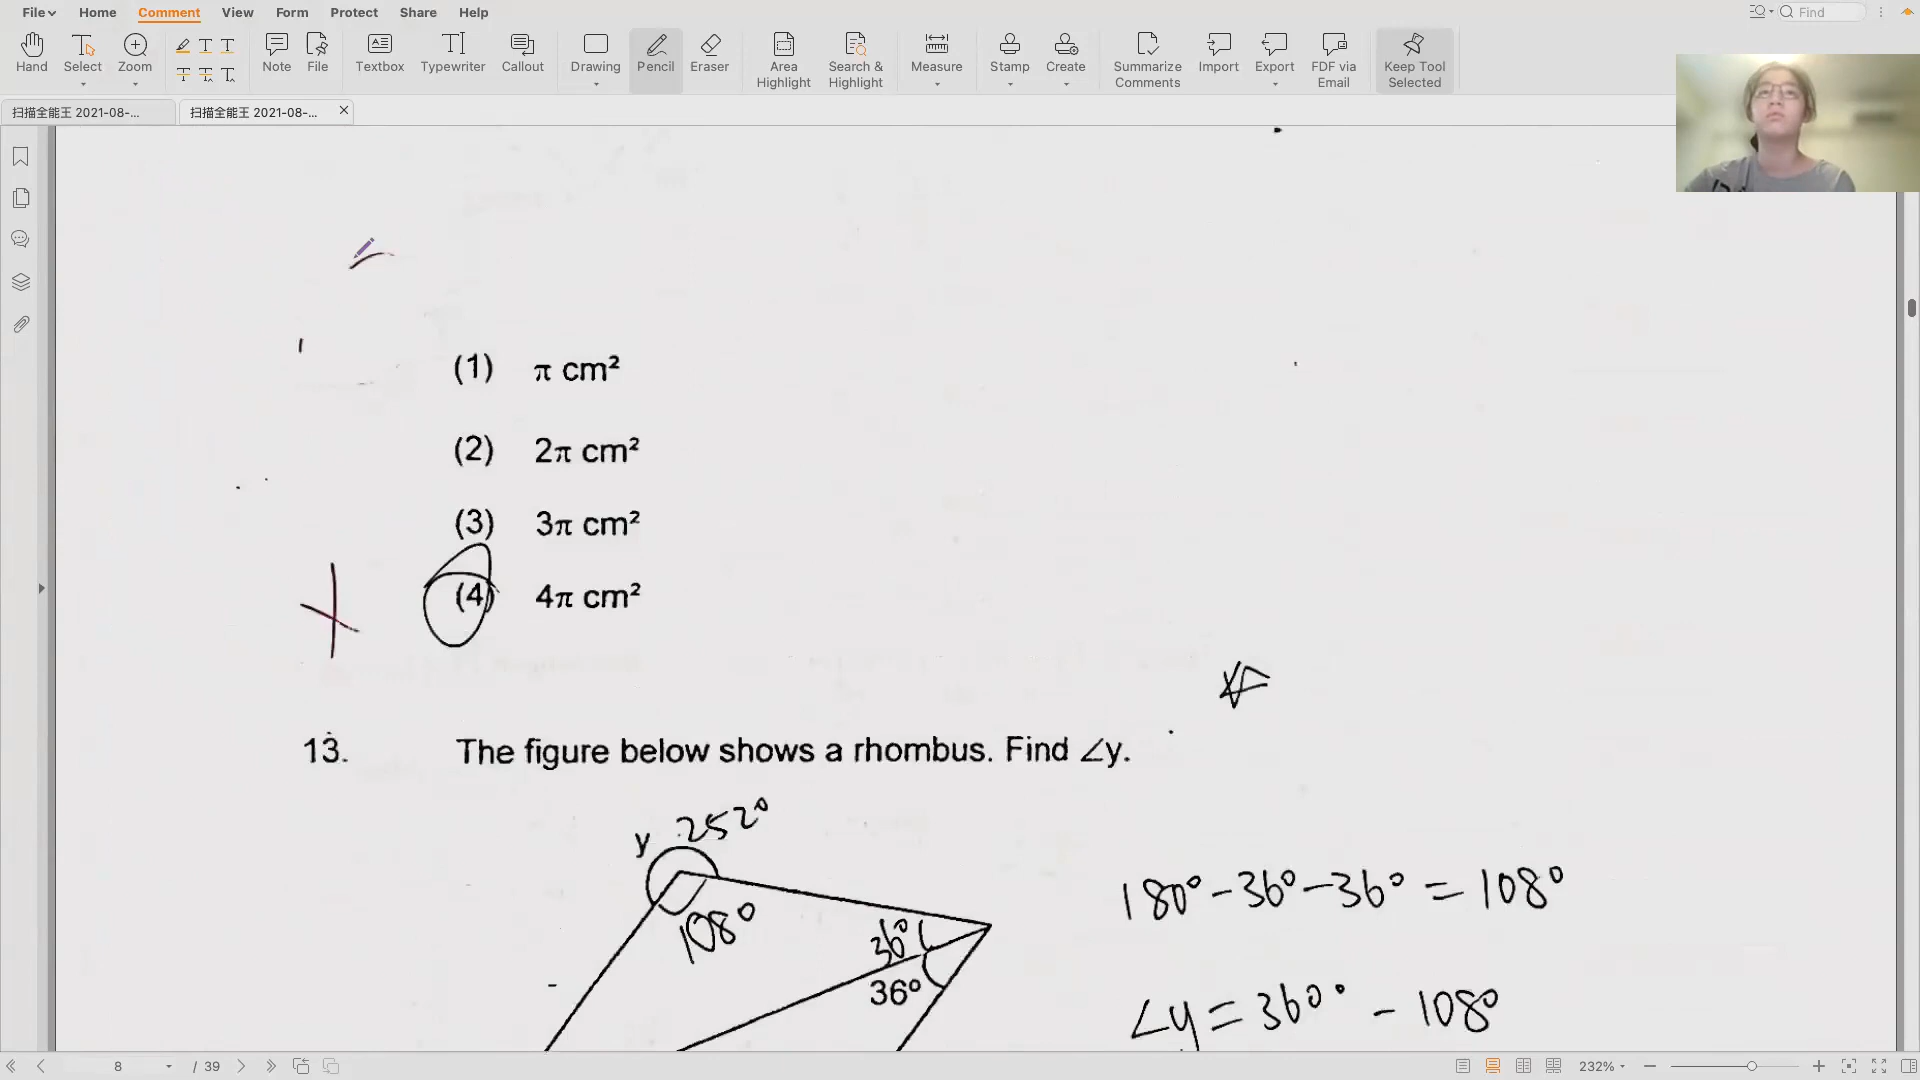 File Home Comment View Form Protect Share Help Find
Hand Select Zoom Note File Textbox Typewriter Callout Drawing Pencil Eraser Area Highlight Search & Highlight Measure Stamp Create Summarize Comments Import Export FDF via Email Keep Tool Selected
扫描全能王 2021-08-... 扫描全能王 2021-08-...
(1) π cm²
(2) 2π cm²
(3) 3π cm²
(4) 4π cm²
13. The figure below shows a rhombus. Find ∠y.
y 252°
108°
36°
36°
180°-36°-36° = 108°
∠y = 360° - 108°
8 / 39 232%